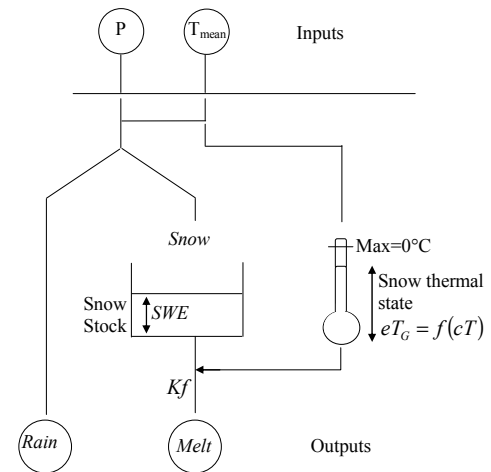 P
T_mean
Inputs
Snow
Max=0°C
Snow
Stock
SWE
Snow thermal
state
eT_G = f(cT)
Kf
Rain
Melt
Outputs